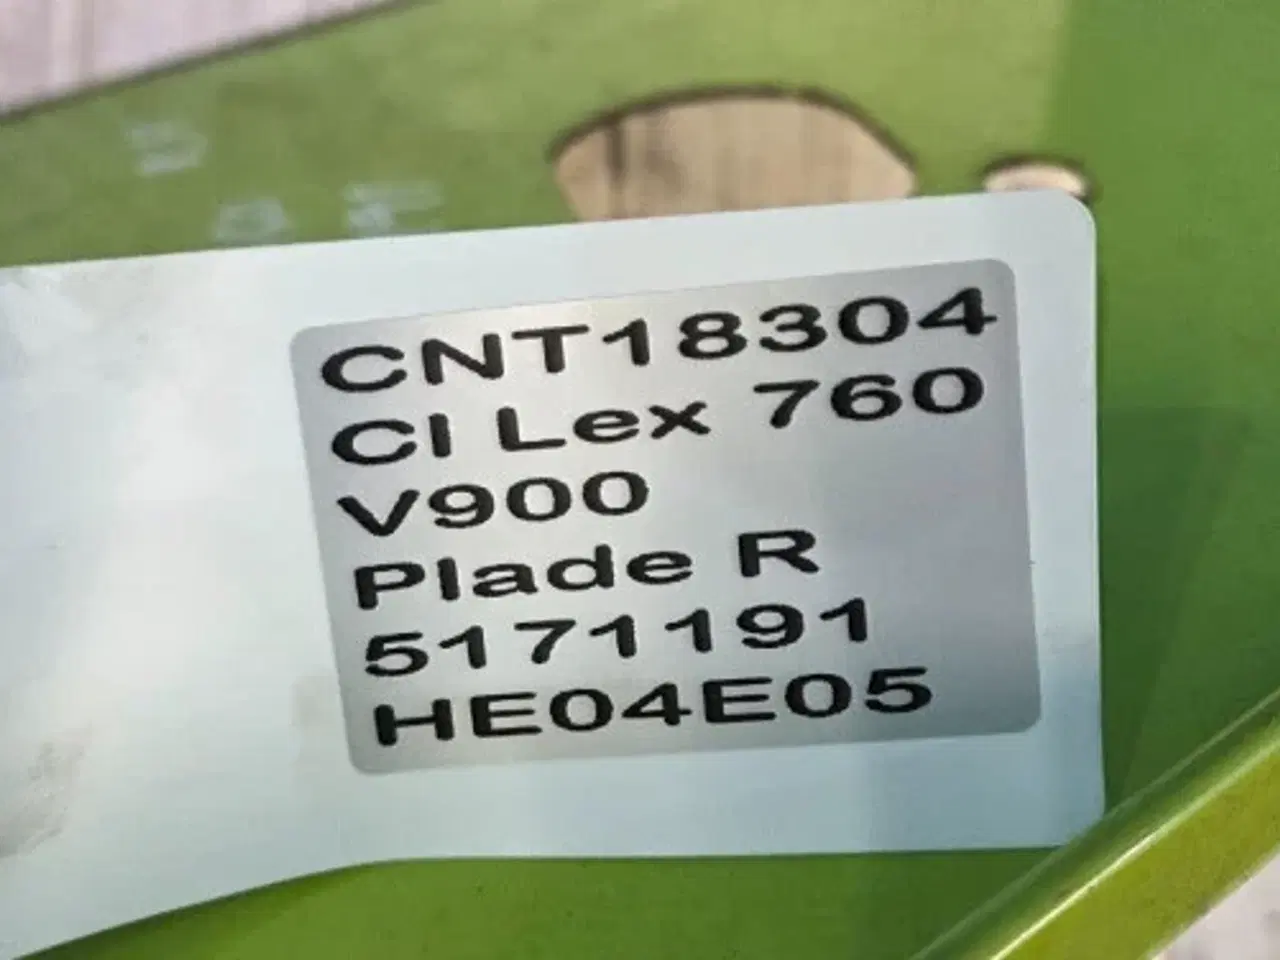 CNT18304
Cl Lex 760
V900
Plade R
5171191
HE04E05